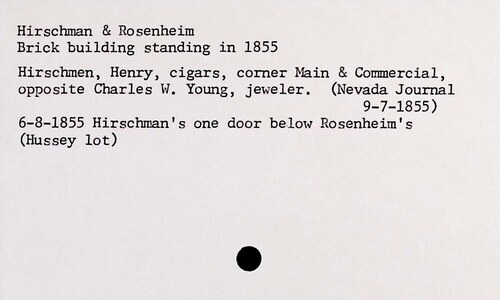 Hirschman & Rosenheim
Brick building standing in 1855
Hirschmen, Henry, cigars, corner Main & Commercial,
opposite Charles W. Young, jeweler.  (Nevada Journal
9-7-1855)
6-8-1855 Hirschman's one door below Rosenheim's
(Hussey lot)